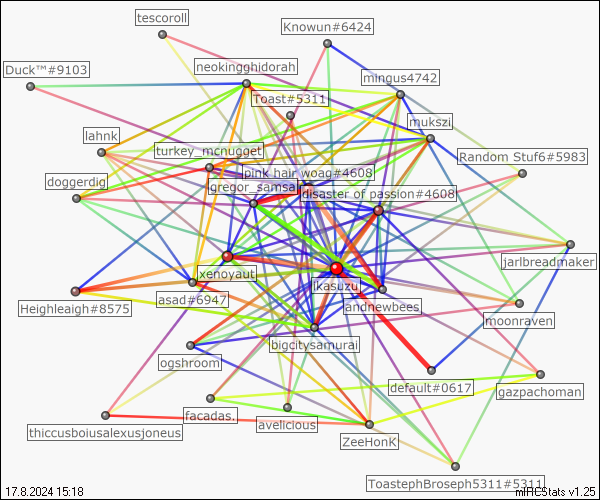 tescoroll
Knowun#6424
Duck™#9103
neokingghidorah
mingus4742
Toast#5311
mukszi
lahnk
turkey_mcnugget
Random Stuf6#5983
pink hair woag#4608
doggerdig
gregor_samsa
disaster of passion#4608
jarlbreadmaker
xenoyaut
ikasuzu
asad#6947
andnewbees
Heighleagh#8575
moonraven
bigcitysamurai
ogshroom
default#0617
gazpachoman
facadas.
avelicious
thiccusboiusalexusjoneus
ZeeHonK
ToastephBroseph5311#5311
17.8.2024 15:18
mIRCStats v1.25